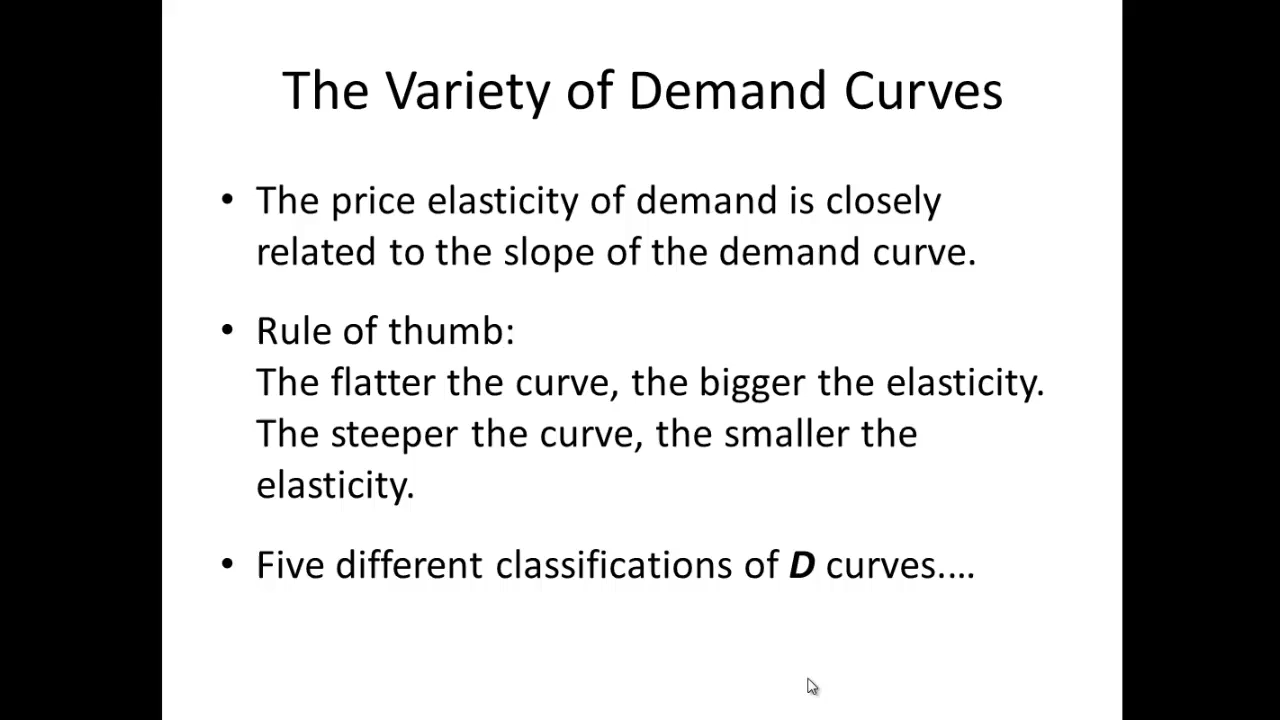 The Variety of Demand Curves
• The price elasticity of demand is closely
related to the slope of the demand curve.
• Rule of thumb:
The flatter the curve, the bigger the elasticity.
The steeper the curve, the smaller the
elasticity.
• Five different classifications of D curves....